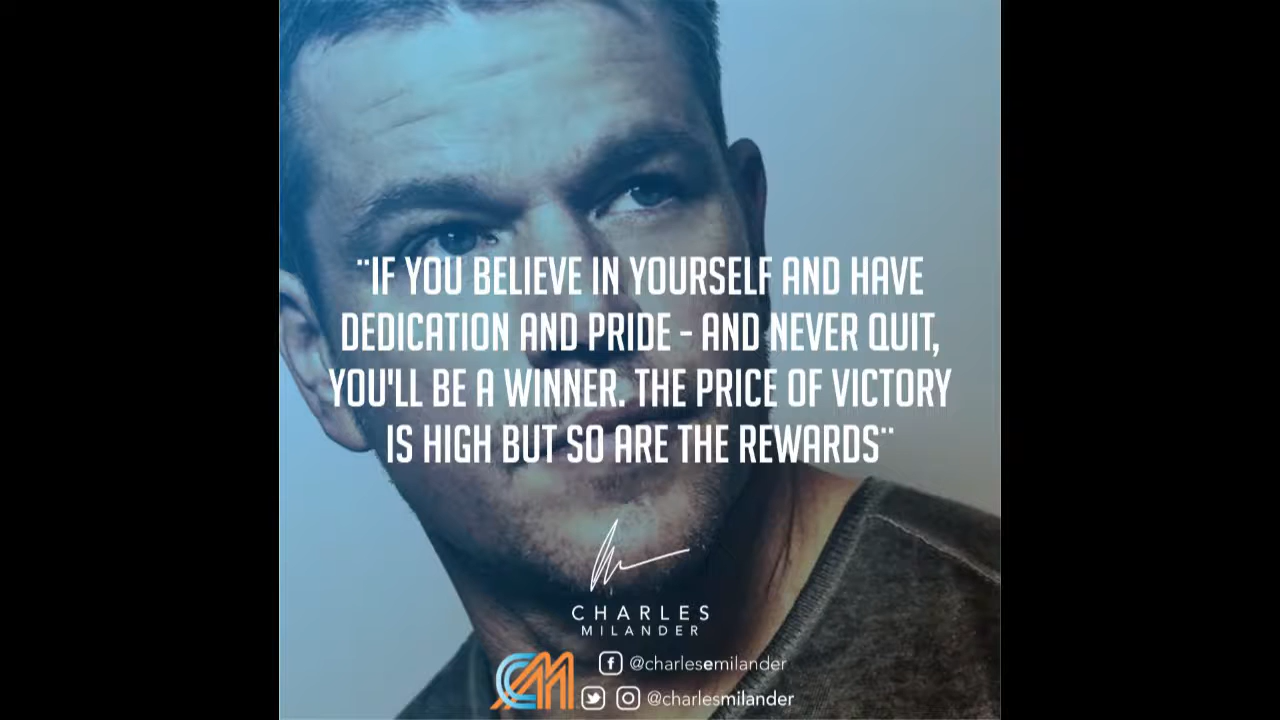 ¨IF YOU BELIEVE IN YOURSELF AND HAVE
DEDICATION AND PRIDE - AND NEVER QUIT,
YOU'LL BE A WINNER. THE PRICE OF VICTORY
IS HIGH BUT SO ARE THE REWARDS¨
CHARLES
MILANDER
CM
@charlesemilander
@charlesmilander